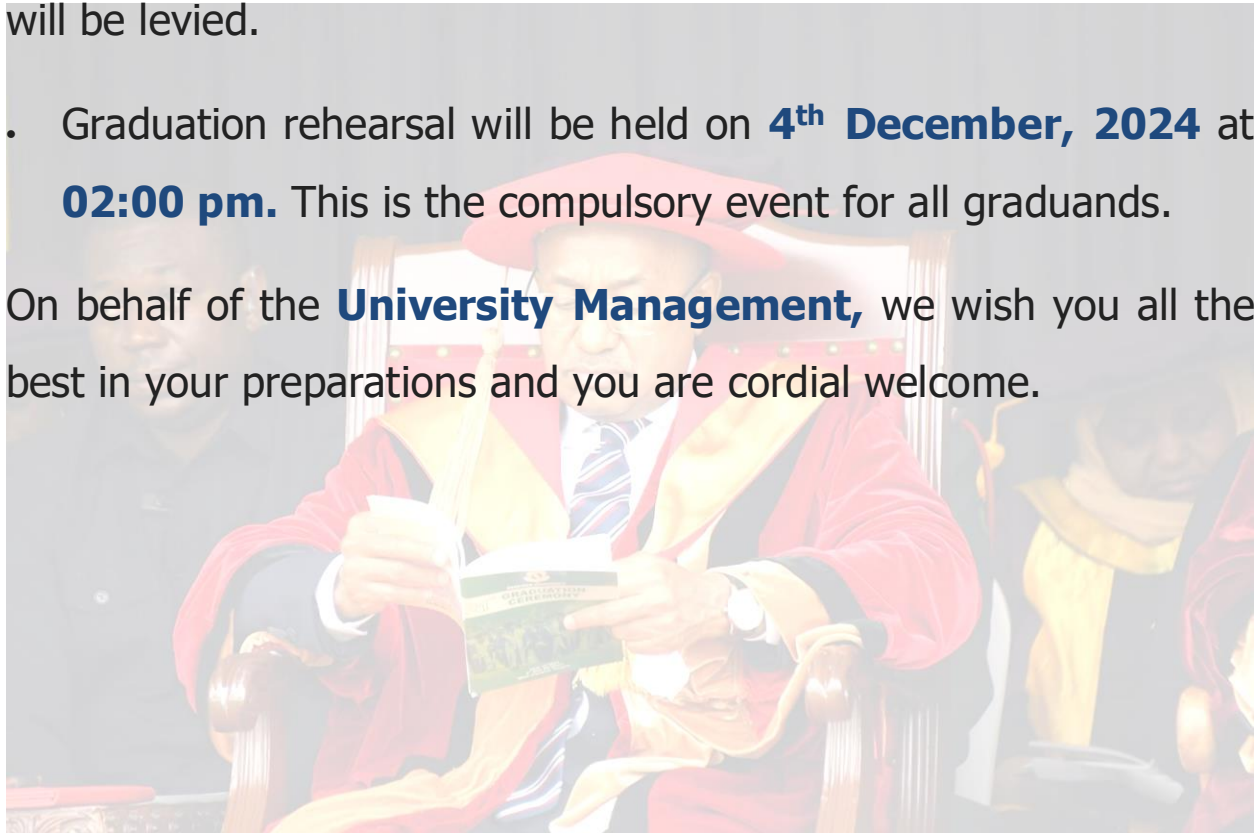 will be levied.
• Graduation rehearsal will be held on 4th December, 2024 at
02:00 pm. This is the compulsory event for all graduands.
On behalf of the University Management, we wish you all the
best in your preparations and you are cordial welcome.
GRADUATION
CEREMONY